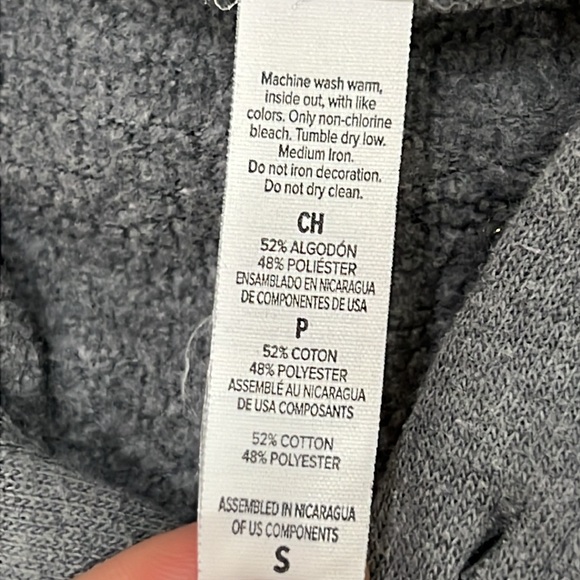 Machine wash warm,
inside out, with like
colors. Only non-chlorine
bleach. Tumble dry low.
Medium Iron.
Do not iron decoration.
Do not dry clean.
CH
52% ALGODÓN
48% POLIÉSTER
ENSAMBLADO EN NICARAGUA
DE COMPONENTES DE USA
P
52% COTON
48% POLYESTER
ASSEMBLÉ AU NICARAGUA
DE USA COMPOSANTS
52% COTTON
48% POLYESTER
ASSEMBLED IN NICARAGUA
OF US COMPONENTS
S